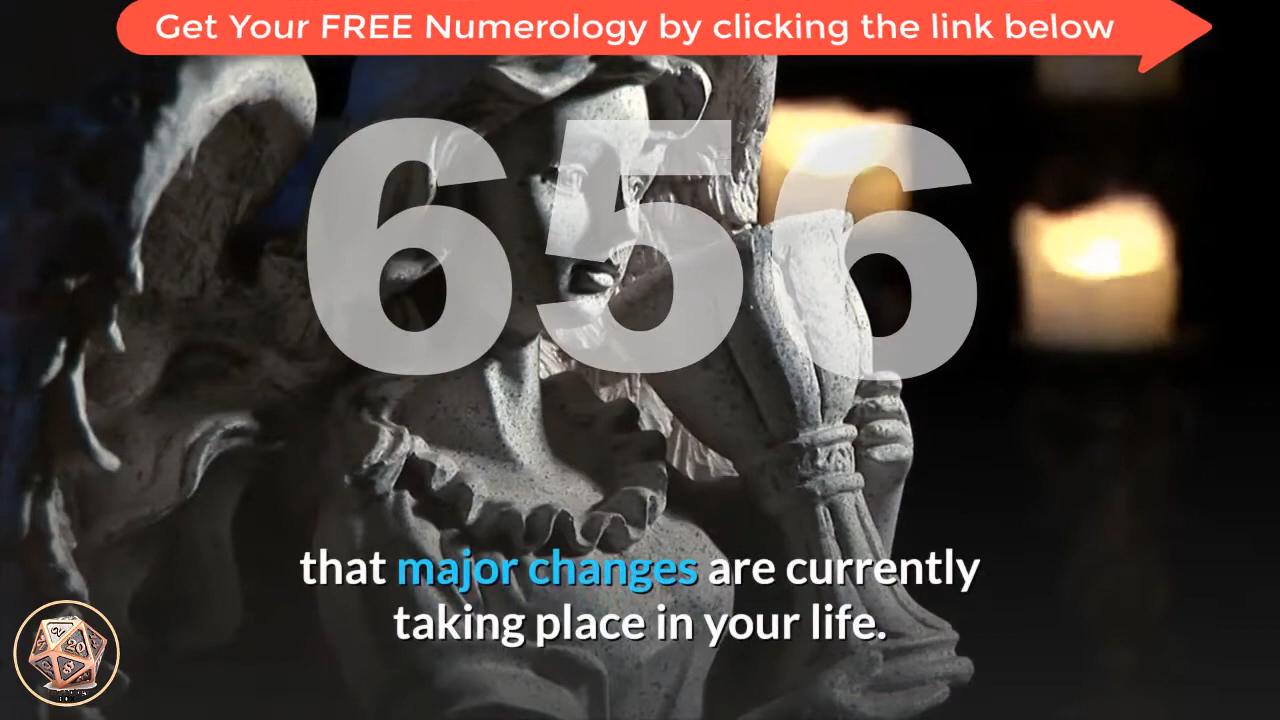 Get Your FREE Numerology by clicking the link below
656
that major changes are currently
taking place in your life.
20